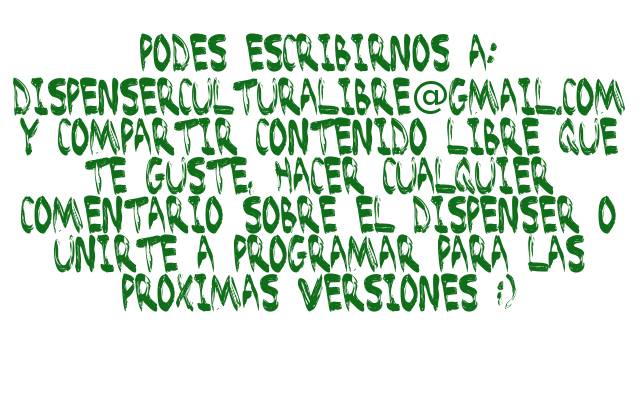 PODES ESCRIBIRNOS A:
DISPENSERCULTURALIBRE@GMAIL.COM
Y COMPARTIR CONTENIDO LIBRE QUE
TE GUSTE, HACER CUALQUIER
COMENTARIO SOBRE EL DISPENSER O
UNIRTE A PROGRAMAR PARA LAS
PROXIMAS VERSIONES :)